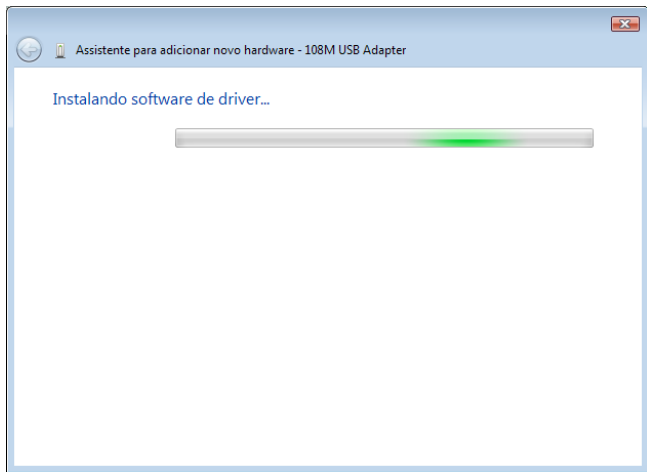 Assistente para adicionar novo hardware - 108M USB Adapter
Instalando software de driver...